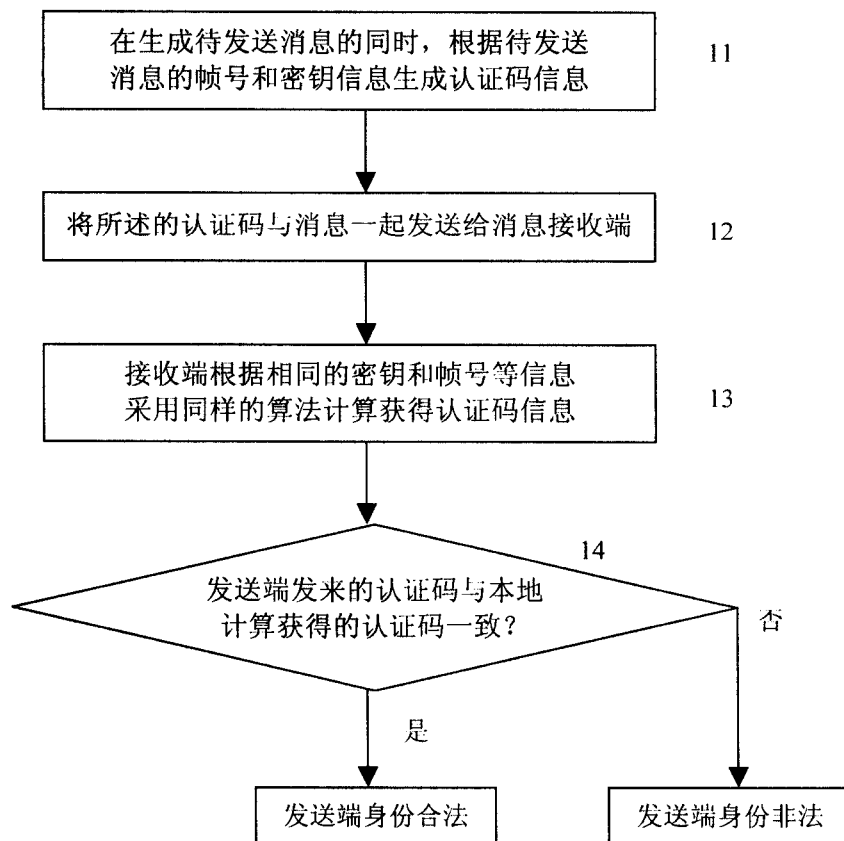 在生成待发送消息的同时，根据待发送
消息的帧号和密钥信息生成认证码信息
11
将所述的认证码与消息一起发送给消息接收端
12
接收端根据相同的密钥和帧号等信息
采用同样的算法计算获得认证码信息
13
14
发送端发来的认证码与本地
计算获得的认证码一致？
否
是
发送端身份合法
发送端身份非法